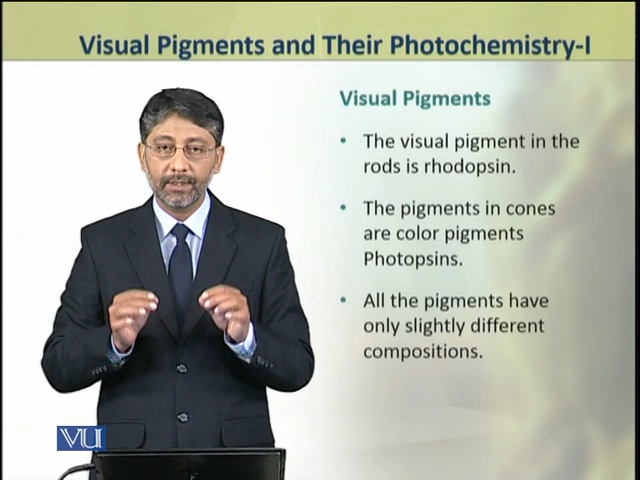 Visual Pigments and Their Photochemistry-I
Visual Pigments
• The visual pigment in the
rods is rhodopsin.
• The pigments in cones
are color pigments
Photopsins.
• All the pigments have
only slightly different
compositions.
VU